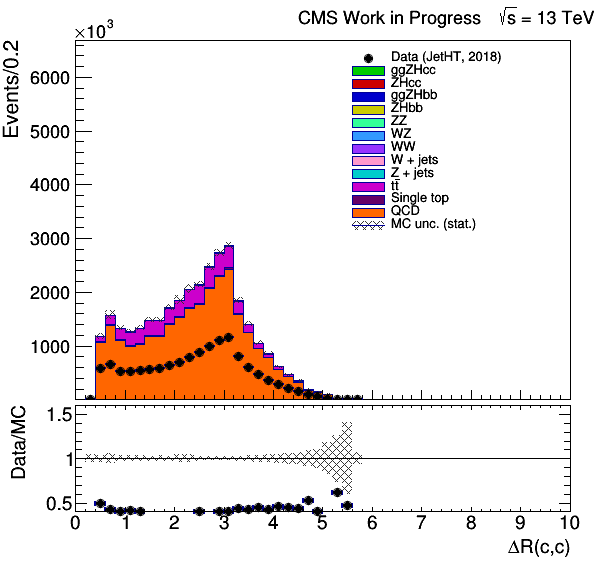 CMS Work in Progress √s = 13 TeV
×10³
Events/0.2
6000
5000
4000
3000
2000
1000
Data (JetHT, 2018)
ggZHcc
ZHcc
ggZHbb
ZHbb
ZZ
WZ
WW
W + jets
Z + jets
tt̄
Single top
QCD
MC unc. (stat.)
Data/MC
1.5
1
0.5
0 1 2 3 4 5 6 7 8 9 10
ΔR(c,c)